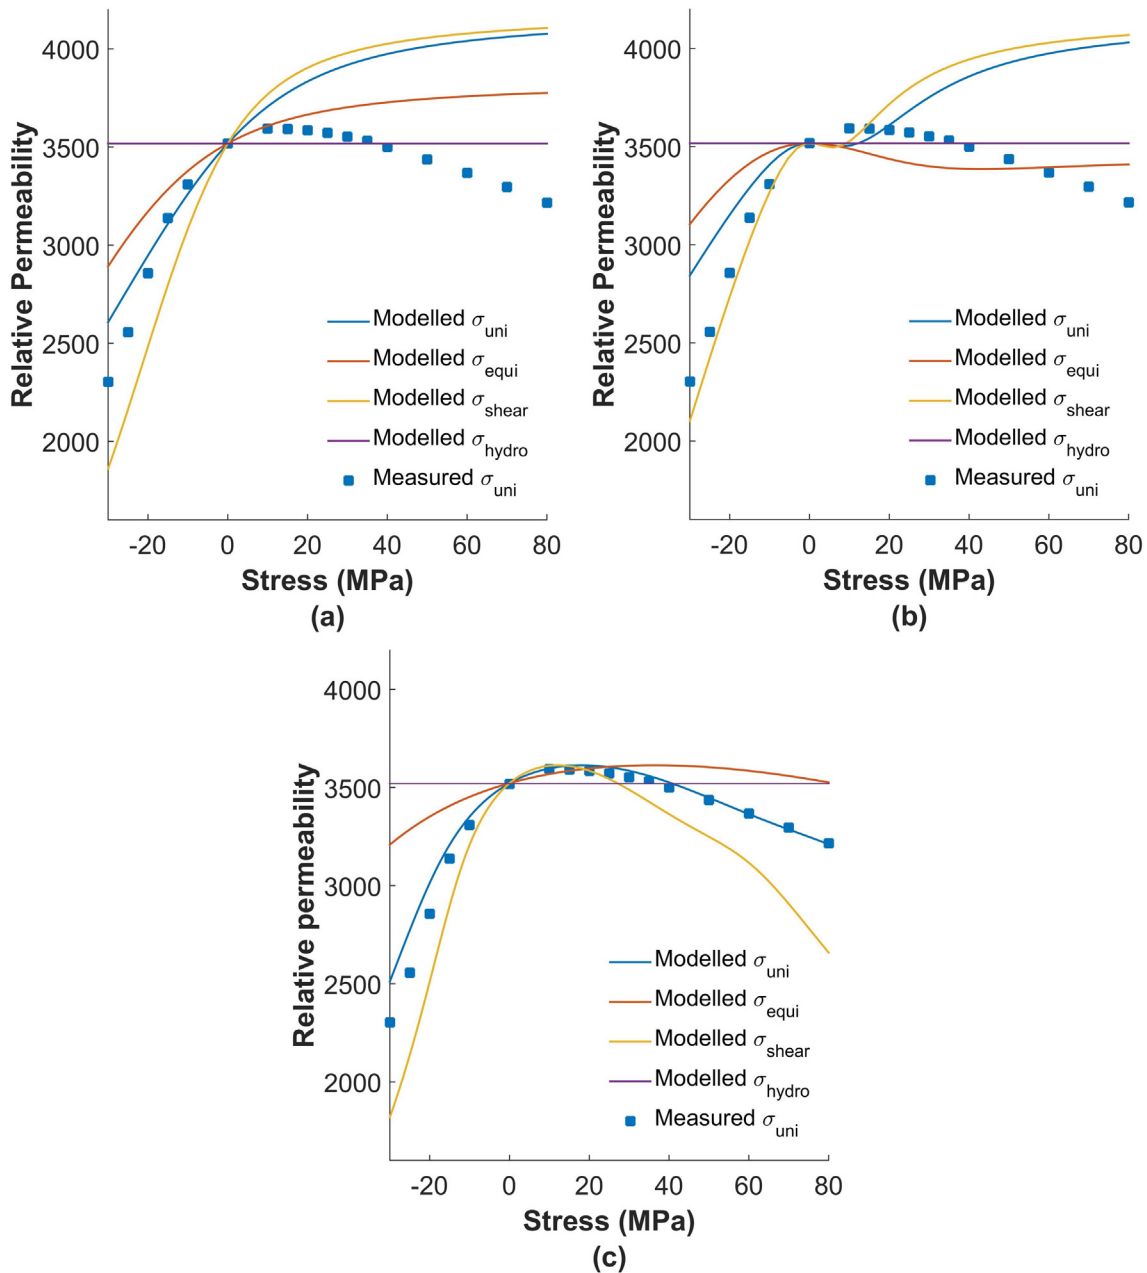 Relative Permeability
4000
3500
3000
2500
2000
Modelled σuni
Modelled σequi
Modelled σshear
Modelled σhydro
Measured σuni
-20 0 20 40 60 80
Stress (MPa)
(a)
Relative Permeability
4000
3500
3000
2500
2000
Modelled σuni
Modelled σequi
Modelled σshear
Modelled σhydro
Measured σuni
-20 0 20 40 60 80
Stress (MPa)
(b)
Relative permeability
4000
3500
3000
2500
2000
Modelled σuni
Modelled σequi
Modelled σshear
Modelled σhydro
Measured σuni
-20 0 20 40 60 80
Stress (MPa)
(c)